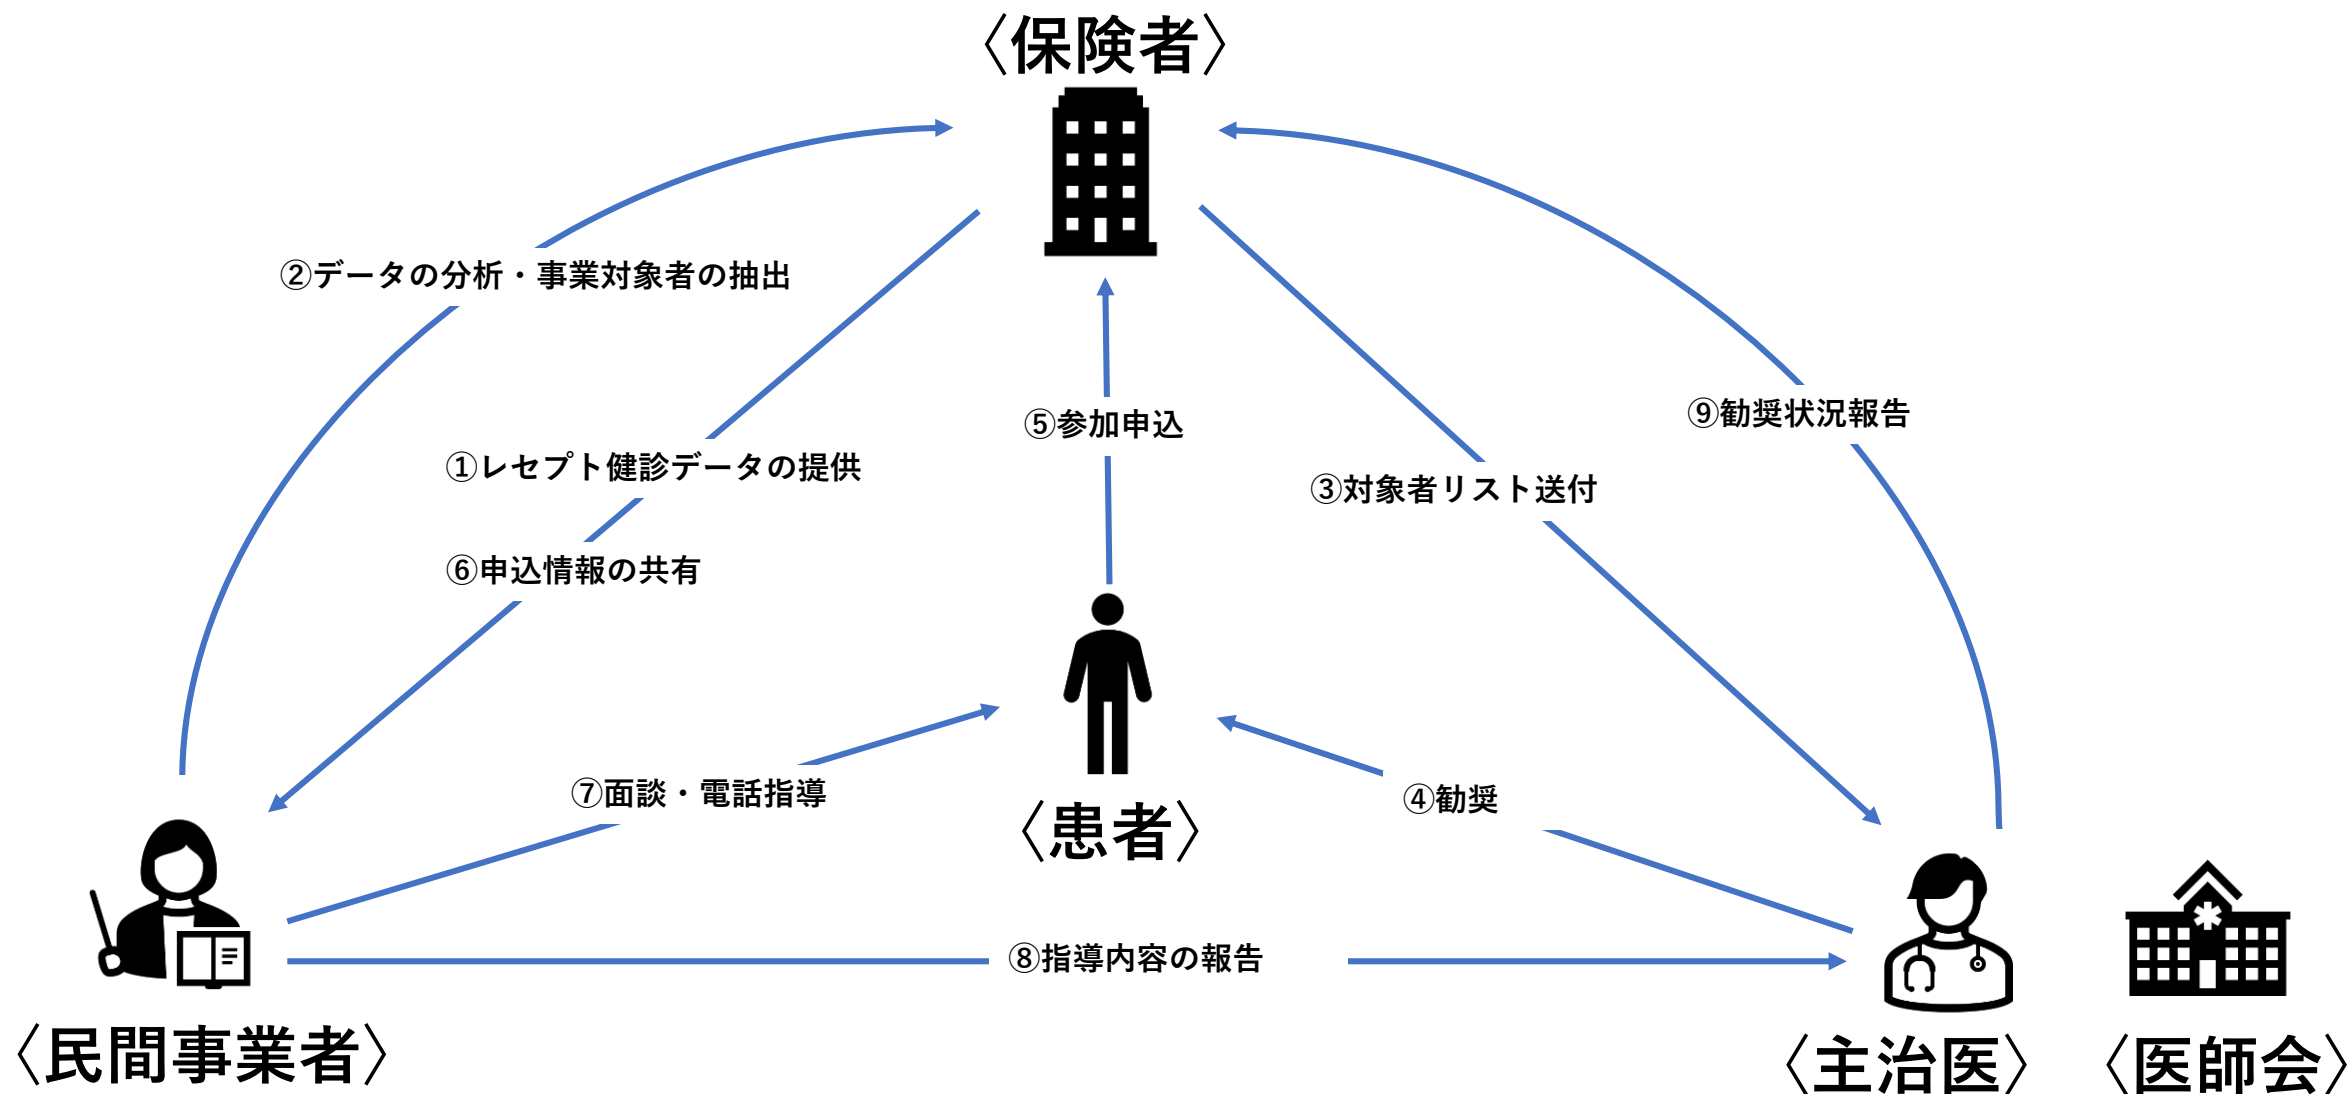 〈保険者〉
②データの分析・事業対象者の抽出
⑤参加申込
⑨勧奨状況報告
①レセプト健診データの提供
③対象者リスト送付
⑥申込情報の共有
⑦面談・電話指導
④勧奨
〈患者〉
⑧指導内容の報告
〈民間事業者〉
〈主治医〉
〈医師会〉